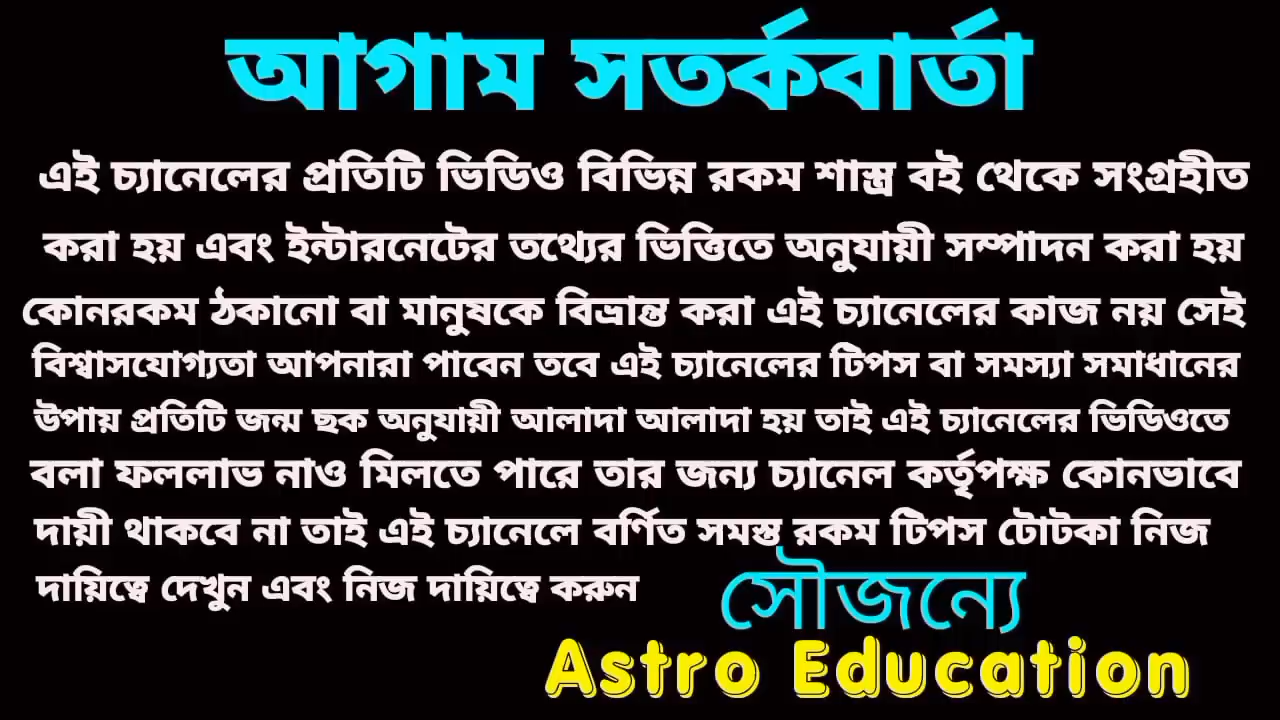 আগাম সতর্কবার্তা
এই চ্যানেলের প্রতিটি ভিডিও বিভিন্ন রকম শাস্ত্র বই থেকে সংগ্রহীত
করা হয় এবং ইন্টারনেটের তথ্যের ভিত্তিতে অনুযায়ী সম্পাদন করা হয়
কোনরকম ঠকানো বা মানুষকে বিভ্রান্ত করা এই চ্যানেলের কাজ নয় সেই
বিশ্বাসযোগ্যতা আপনারা পাবেন তবে এই চ্যানেলের টিপস বা সমস্যা সমাধানের
উপায় প্রতিটি জন্ম ছক অনুযায়ী আলাদা আলাদা হয় তাই এই চ্যানেলের ভিডিওতে
বলা ফললাভ নাও মিলতে পারে তার জন্য চ্যানেল কর্তৃপক্ষ কোনভাবে
দায়ী থাকবে না তাই এই চ্যানেলে বর্ণিত সমস্ত রকম টিপস টোটকা নিজ
দায়িত্বে দেখুন এবং নিজ দায়িত্বে করুন
সৌজন্যে
Astro Education